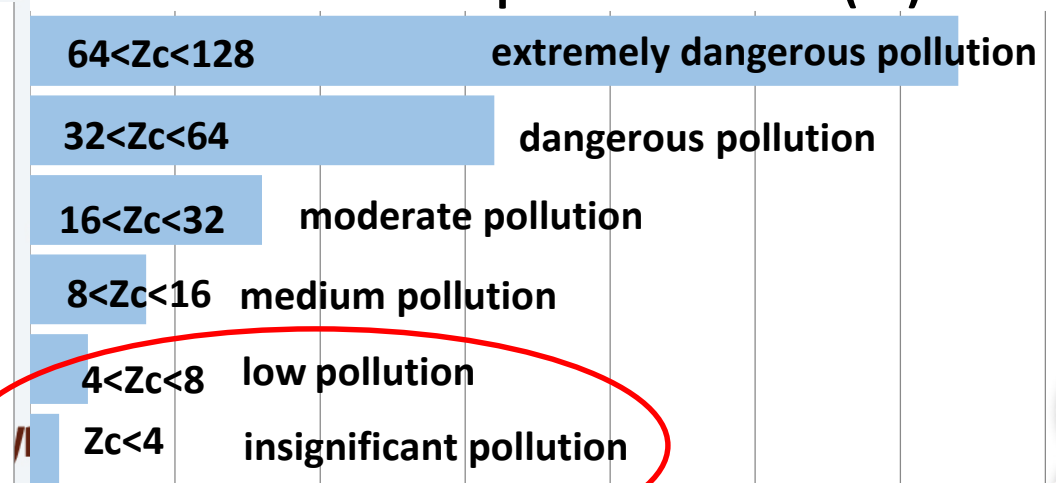 64<Zc<128 extremely dangerous pollution
32<Zc<64 dangerous pollution
16<Zc<32 moderate pollution
8<Zc<16 medium pollution
4<Zc<8 low pollution
Zc<4 insignificant pollution